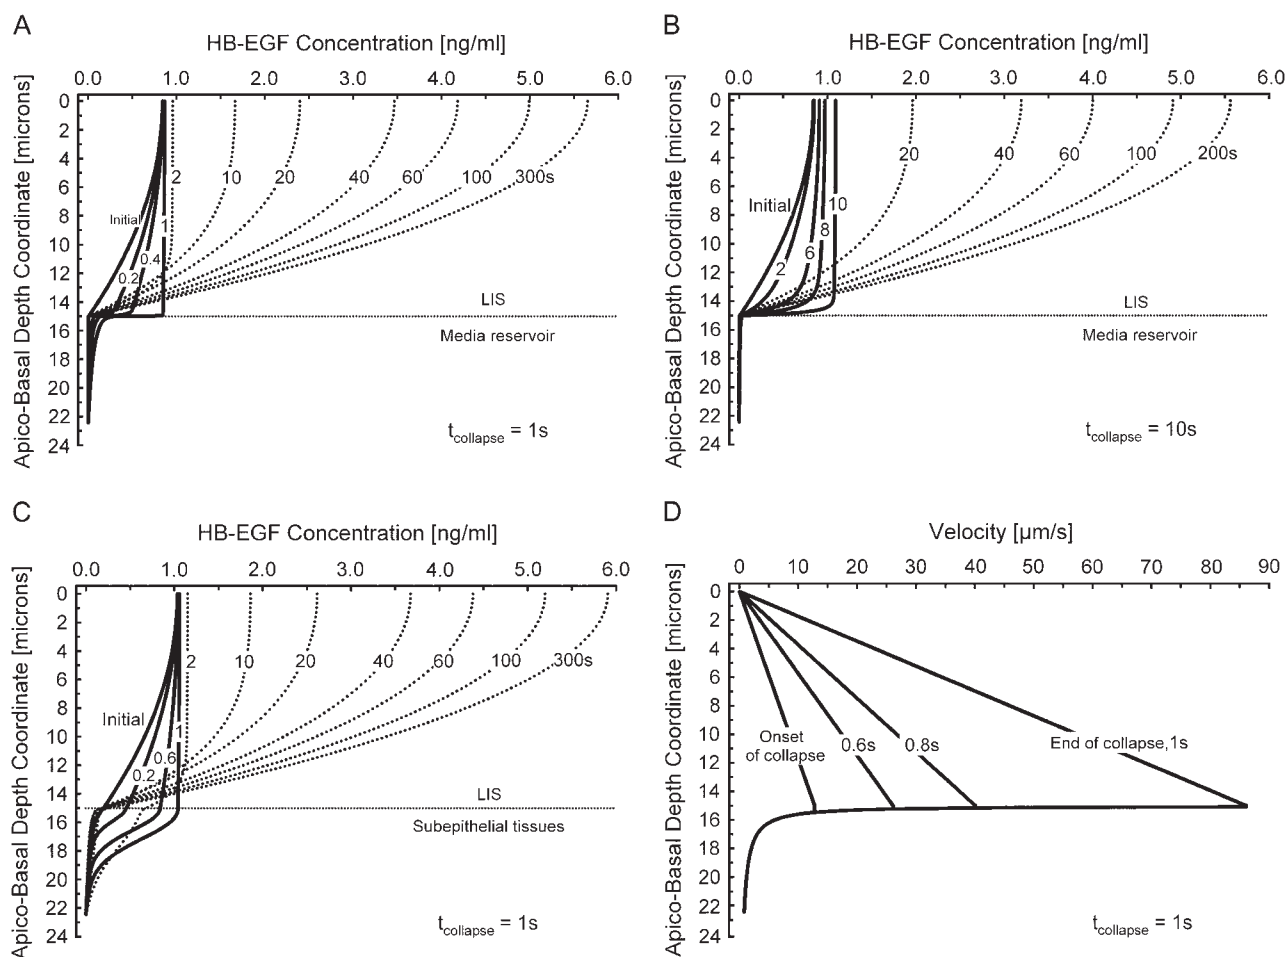 A
HB-EGF Concentration [ng/ml]
0.0 1.0 2.0 3.0 4.0 5.0 6.0
Apico-Basal Depth Coordinate [microns]
0
2
4
6
8
10
12
14
16
18
20
22
24
2 10 20 40 60 100 300s
Initial
1
0.4
0.2
LIS
Media reservoir
tcollapse = 1s
B
HB-EGF Concentration [ng/ml]
0.0 1.0 2.0 3.0 4.0 5.0 6.0
Apico-Basal Depth Coordinate [microns]
0
2
4
6
8
10
12
14
16
18
20
22
24
20 40 60 100 200s
Initial
10
8
6
2
LIS
Media reservoir
tcollapse = 10s
C
HB-EGF Concentration [ng/ml]
0.0 1.0 2.0 3.0 4.0 5.0 6.0
Apico-Basal Depth Coordinate [microns]
0
2
4
6
8
10
12
14
16
18
20
22
24
2 10 20 40 60 100 300s
Initial
1
0.6
0.2
LIS
Subepithelial tissues
tcollapse = 1s
D
Velocity [µm/s]
0 10 20 30 40 50 60 70 80 90
Apico-Basal Depth Coordinate [microns]
0
2
4
6
8
10
12
14
16
18
20
22
24
Onset
of collapse
0.6s
0.8s
End of collapse,1s
tcollapse = 1s